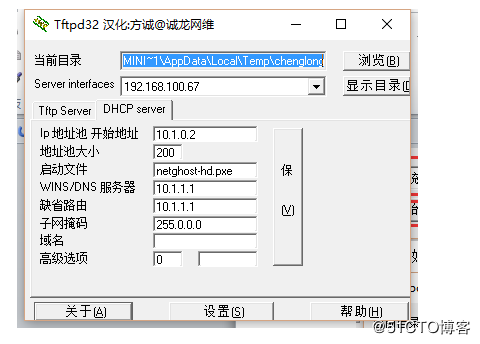 Tftpd32 汉化:方诚@诚龙网维
当前目录 MINI~1\AppData\Local\Temp\chenglong 浏览(B)
Server interfaces 192.168.100.67 显示目录(D
Tftp Server DHCP server
Ip 地址池 开始地址 10.1.0.2
地址池大小 200
启动文件 netghost-hd.pxe
WINS/DNS 服务器 10.1.1.1
缺省路由 10.1.1.1
子网掩码 255.0.0.0
域名
高级选项 0
保
(V)
关于(A) 设置(S) 帮助(H)
@51CTO博客